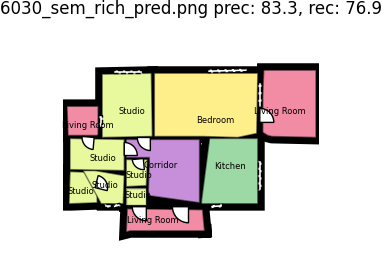 6030_sem_rich_pred.png prec: 83.3, rec: 76.9
Studio
Living Room
Bedroom
Living Room
Studio
Corridor
Kitchen
Studio
Studio
Studio
Studio
Living Room